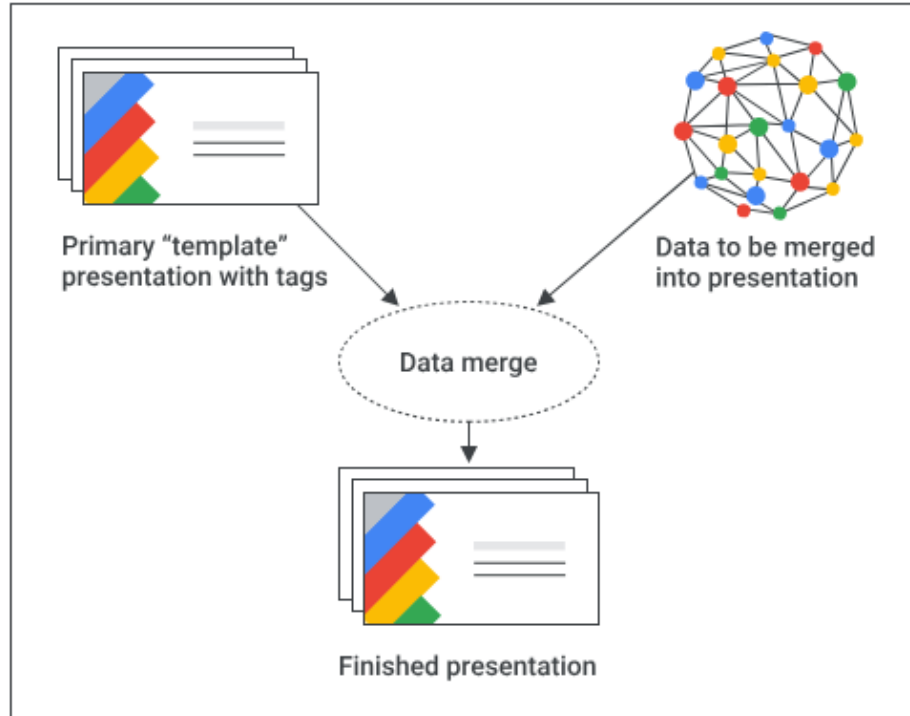 Primary “template”
presentation with tags
Data to be merged
into presentation
Data merge
Finished presentation